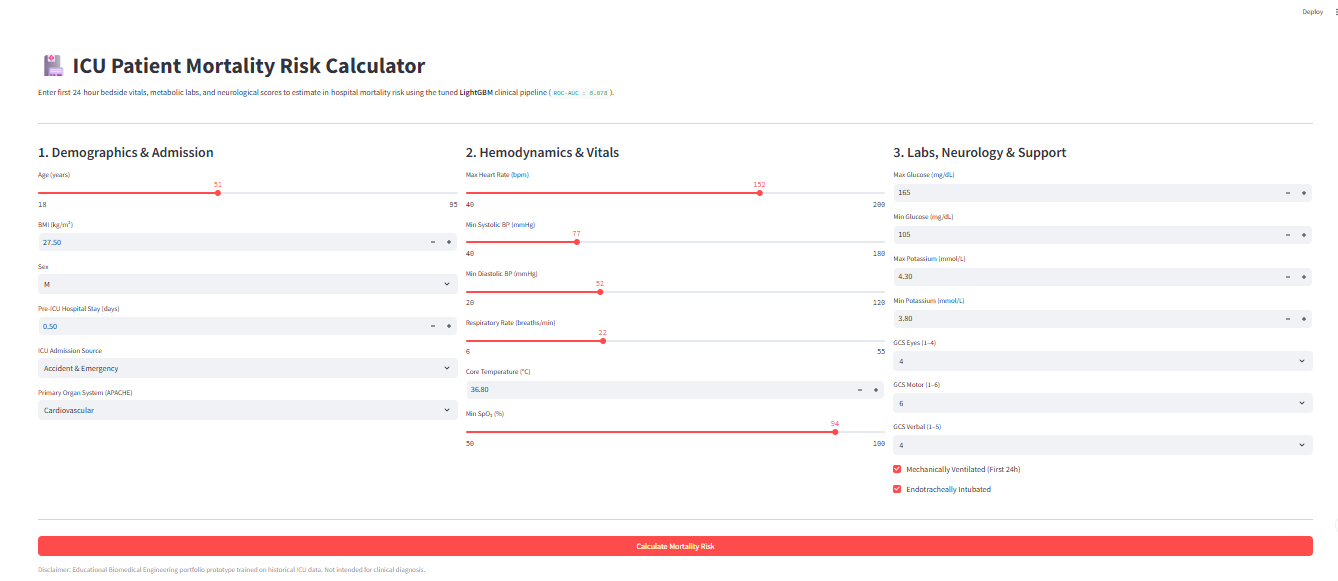 Deploy
ICU Patient Mortality Risk Calculator
Enter first-24-hour bedside vitals, metabolic labs, and neurological scores to estimate in-hospital mortality risk using the tuned LightGBM clinical pipeline ( ROC-AUC = ).
1. Demographics & Admission
Age (years)
51
18 95
BMI (kg/m²)
27.50
Sex
M
Pre-ICU Hospital Stay (days)
0.50
ICU Admission Source
Accident & Emergency
Primary Organ System (APACHE)
Cardiovascular
2. Hemodynamics & Vitals
Max Heart Rate (bpm)
152
40 200
Min Systolic BP (mmHg)
77
40 180
Min Diastolic BP (mmHg)
52
20 120
Respiratory Rate (breaths/min)
22
6 55
Core Temperature (°C)
36.80
Min SpO₂ (%)
94
50 100
3. Labs, Neurology & Support
Max Glucose (mg/dL)
165
Min Glucose (mg/dL)
105
Max Potassium (mmol/L)
4.30
Min Potassium (mmol/L)
3.80
GCS Eyes (1–4)
4
GCS Motor (1–6)
6
GCS Verbal (1–5)
4
Mechanically Ventilated (First 24h)
Endotracheally Intubated
Calculate Mortality Risk
Disclaimer: Educational Biomedical Engineering portfolio prototype trained on historical ICU data. Not intended for clinical diagnosis.